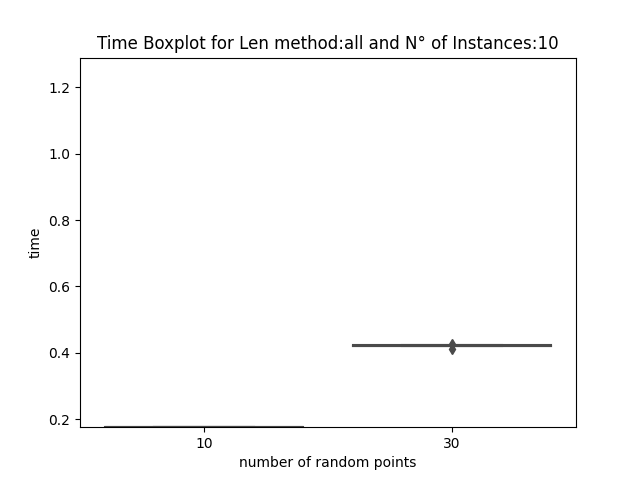 Time Boxplot for Len method:all and N° of Instances:10
1.2
1.0
0.8
0.6
0.4
0.2
time
10 30
number of random points